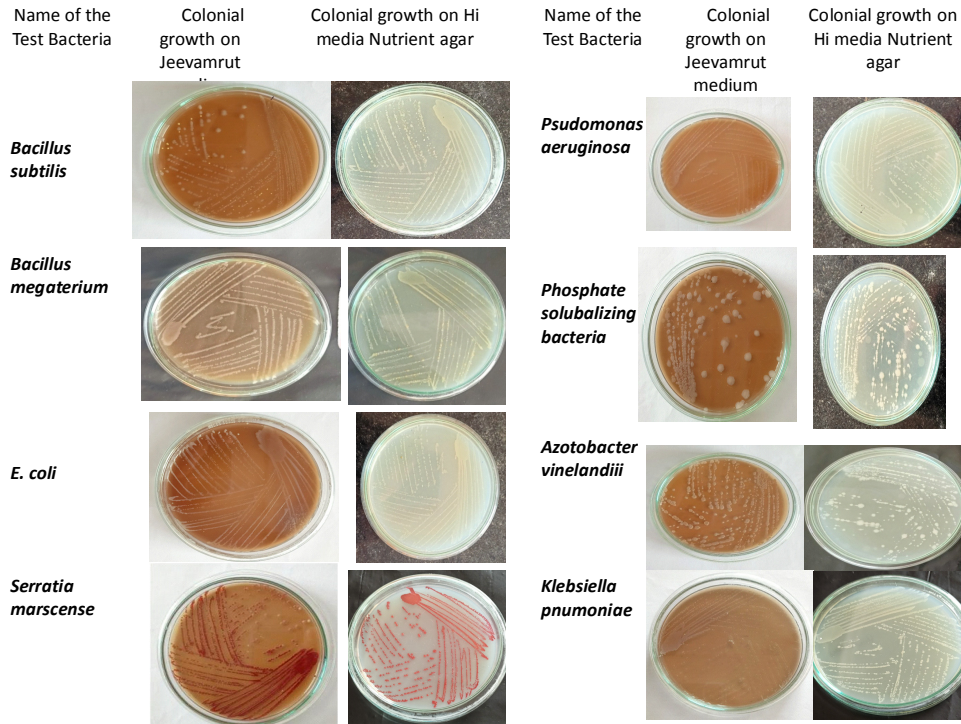 Name of the
Test Bacteria
Colonial
growth on
Jeevamrut
Colonial growth on Hi
media Nutrient agar
Bacillus
subtilis
Bacillus
megaterium
E. coli
Serratia
marscense
Name of the
Test Bacteria
Colonial
growth on
Jeevamrut
medium
Colonial growth on
Hi media Nutrient
agar
Psudomonas
aeruginosa
Phosphate
solubalizing
bacteria
Azotobacter
vinelandiii
Klebsiella
pnumoniae